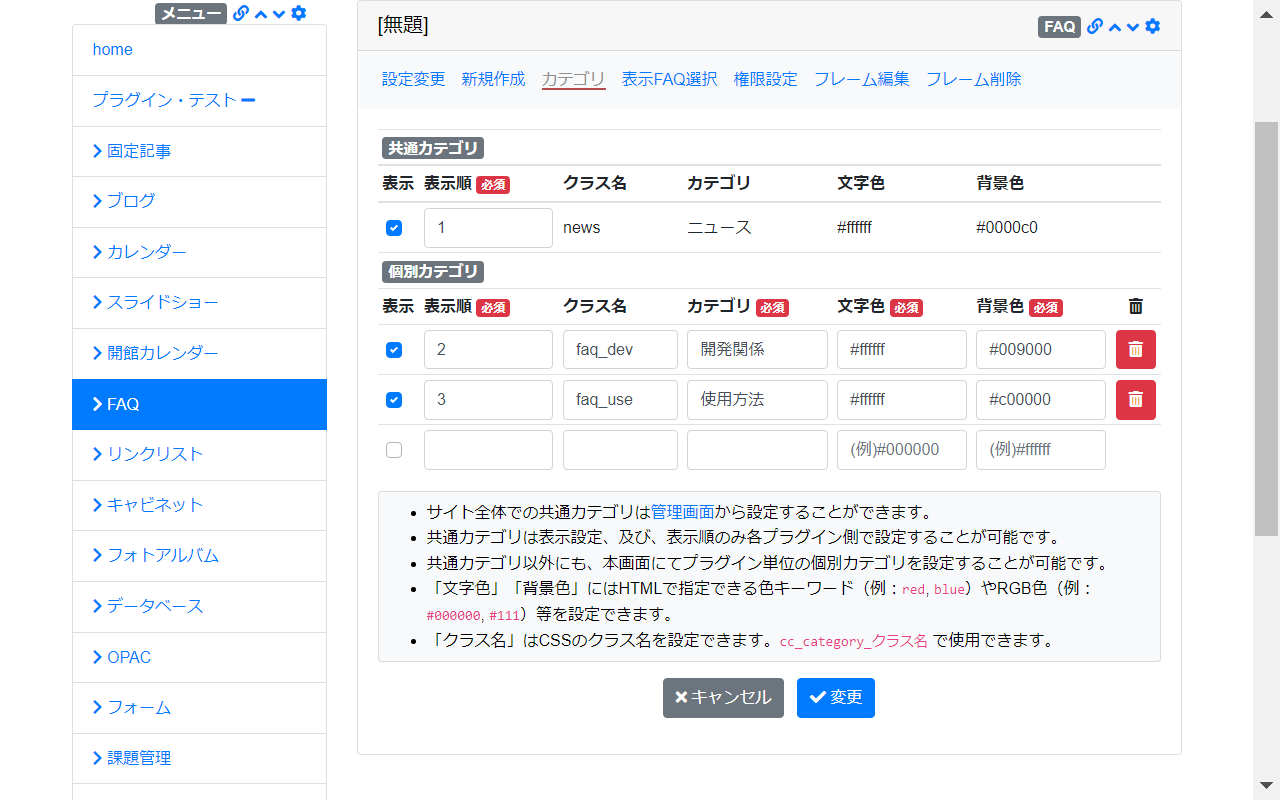 メニュー
home
プラグイン・テスト
固定記事
ブログ
カレンダー
スライドショー
開館カレンダー
FAQ
リンクリスト
キャビネット
フォトアルバム
データベース
OPAC
フォーム
課題管理
[無題]
FAQ
設定変更 新規作成 カテゴリ 表示FAQ選択 権限設定 フレーム編集 フレーム削除
共通カテゴリ
表示 表示順 必須 クラス名 カテゴリ 文字色 背景色
1 news ニュース #ffffff #0000c0
個別カテゴリ
表示 表示順 必須 クラス名 カテゴリ 必須 文字色 必須 背景色 必須
2 faq_dev 開発関係 #ffffff #009000
3 faq_use 使用方法 #ffffff #c00000
(例)#000000 (例)#ffffff
サイト全体での共通カテゴリは管理画面から設定することができます。
共通カテゴリは表示設定、及び、表示順のみ各プラグイン側で設定することが可能です。
共通カテゴリ以外にも、本画面にてプラグイン単位の個別カテゴリを設定することが可能です。
「文字色」「背景色」にはHTMLで指定できる色キーワード（例：red, blue）やRGB色（例：
#000000, #111）等を設定できます。
「クラス名」はCSSのクラス名を設定できます。cc_category_クラス名 で使用できます。
キャンセル 変更